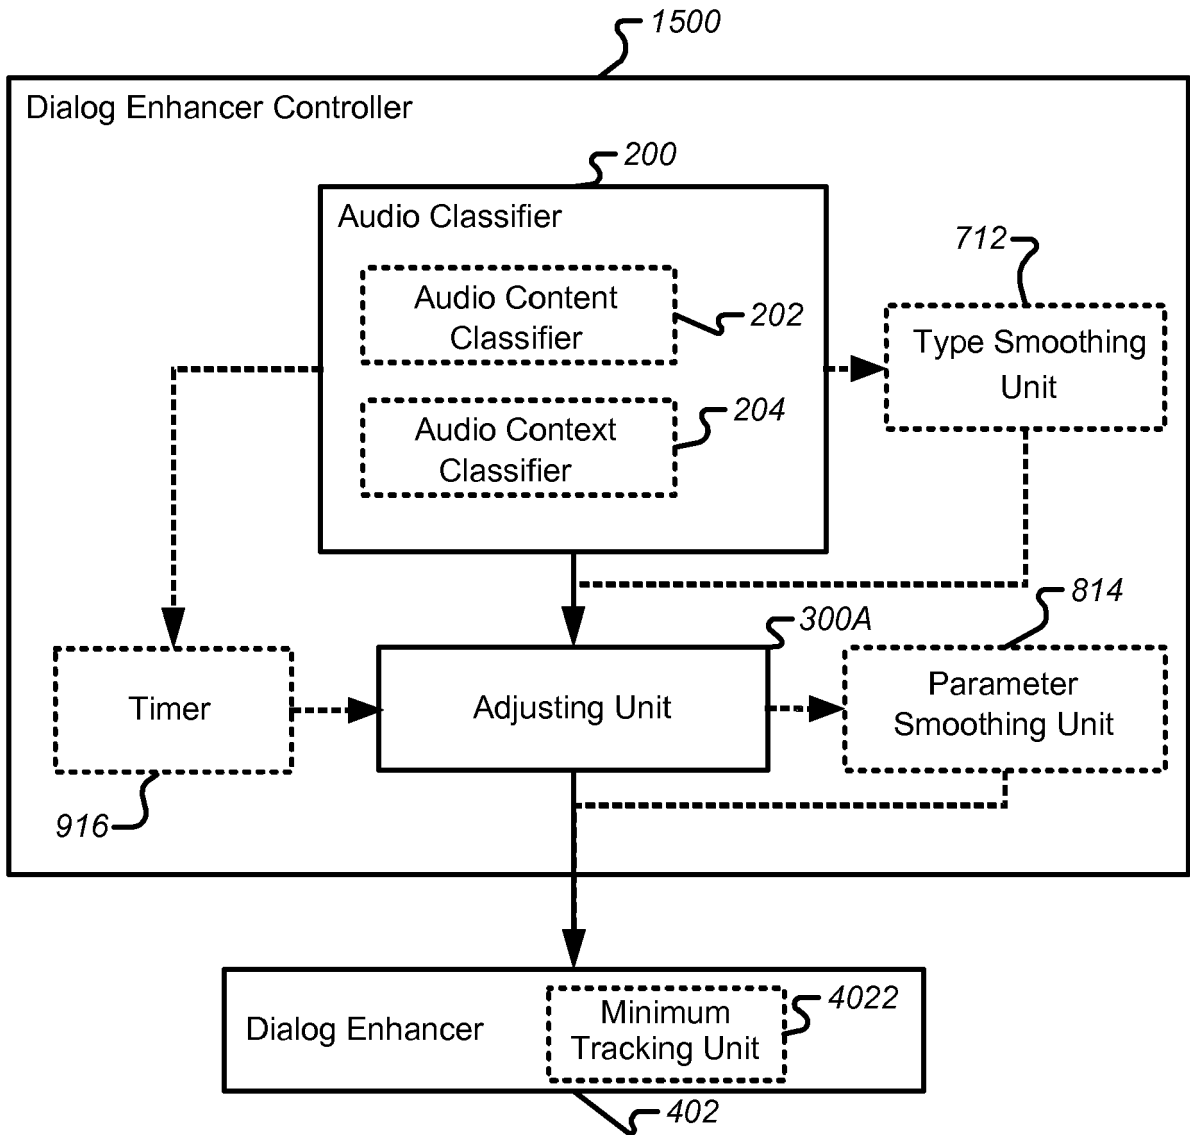 1500
Dialog Enhancer Controller
200
Audio Classifier
712
Audio Content
Classifier
202
Type Smoothing
Unit
Audio Context
Classifier
204
814
300A
Timer
Adjusting Unit
Parameter
Smoothing Unit
916
Dialog Enhancer
Minimum
Tracking Unit
4022
402